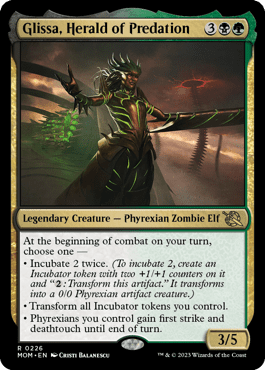 Glissa, Herald of Predation 3
Legendary Creature — Phyrexian Zombie Elf
At the beginning of combat on your turn,
choose one —
• Incubate 2 twice. (To incubate 2, create an
Incubator token with two +1/+1 counters on it
and “2: Transform this artifact.” It transforms
into a 0/0 Phyrexian artifact creature.)
• Transform all Incubator tokens you control.
• Phyrexians you control gain first strike and
deathtouch until end of turn.
3/5
R 0226
MOM • EN CRISTI BALANESCU
™ & © 2023 Wizards of the Coast